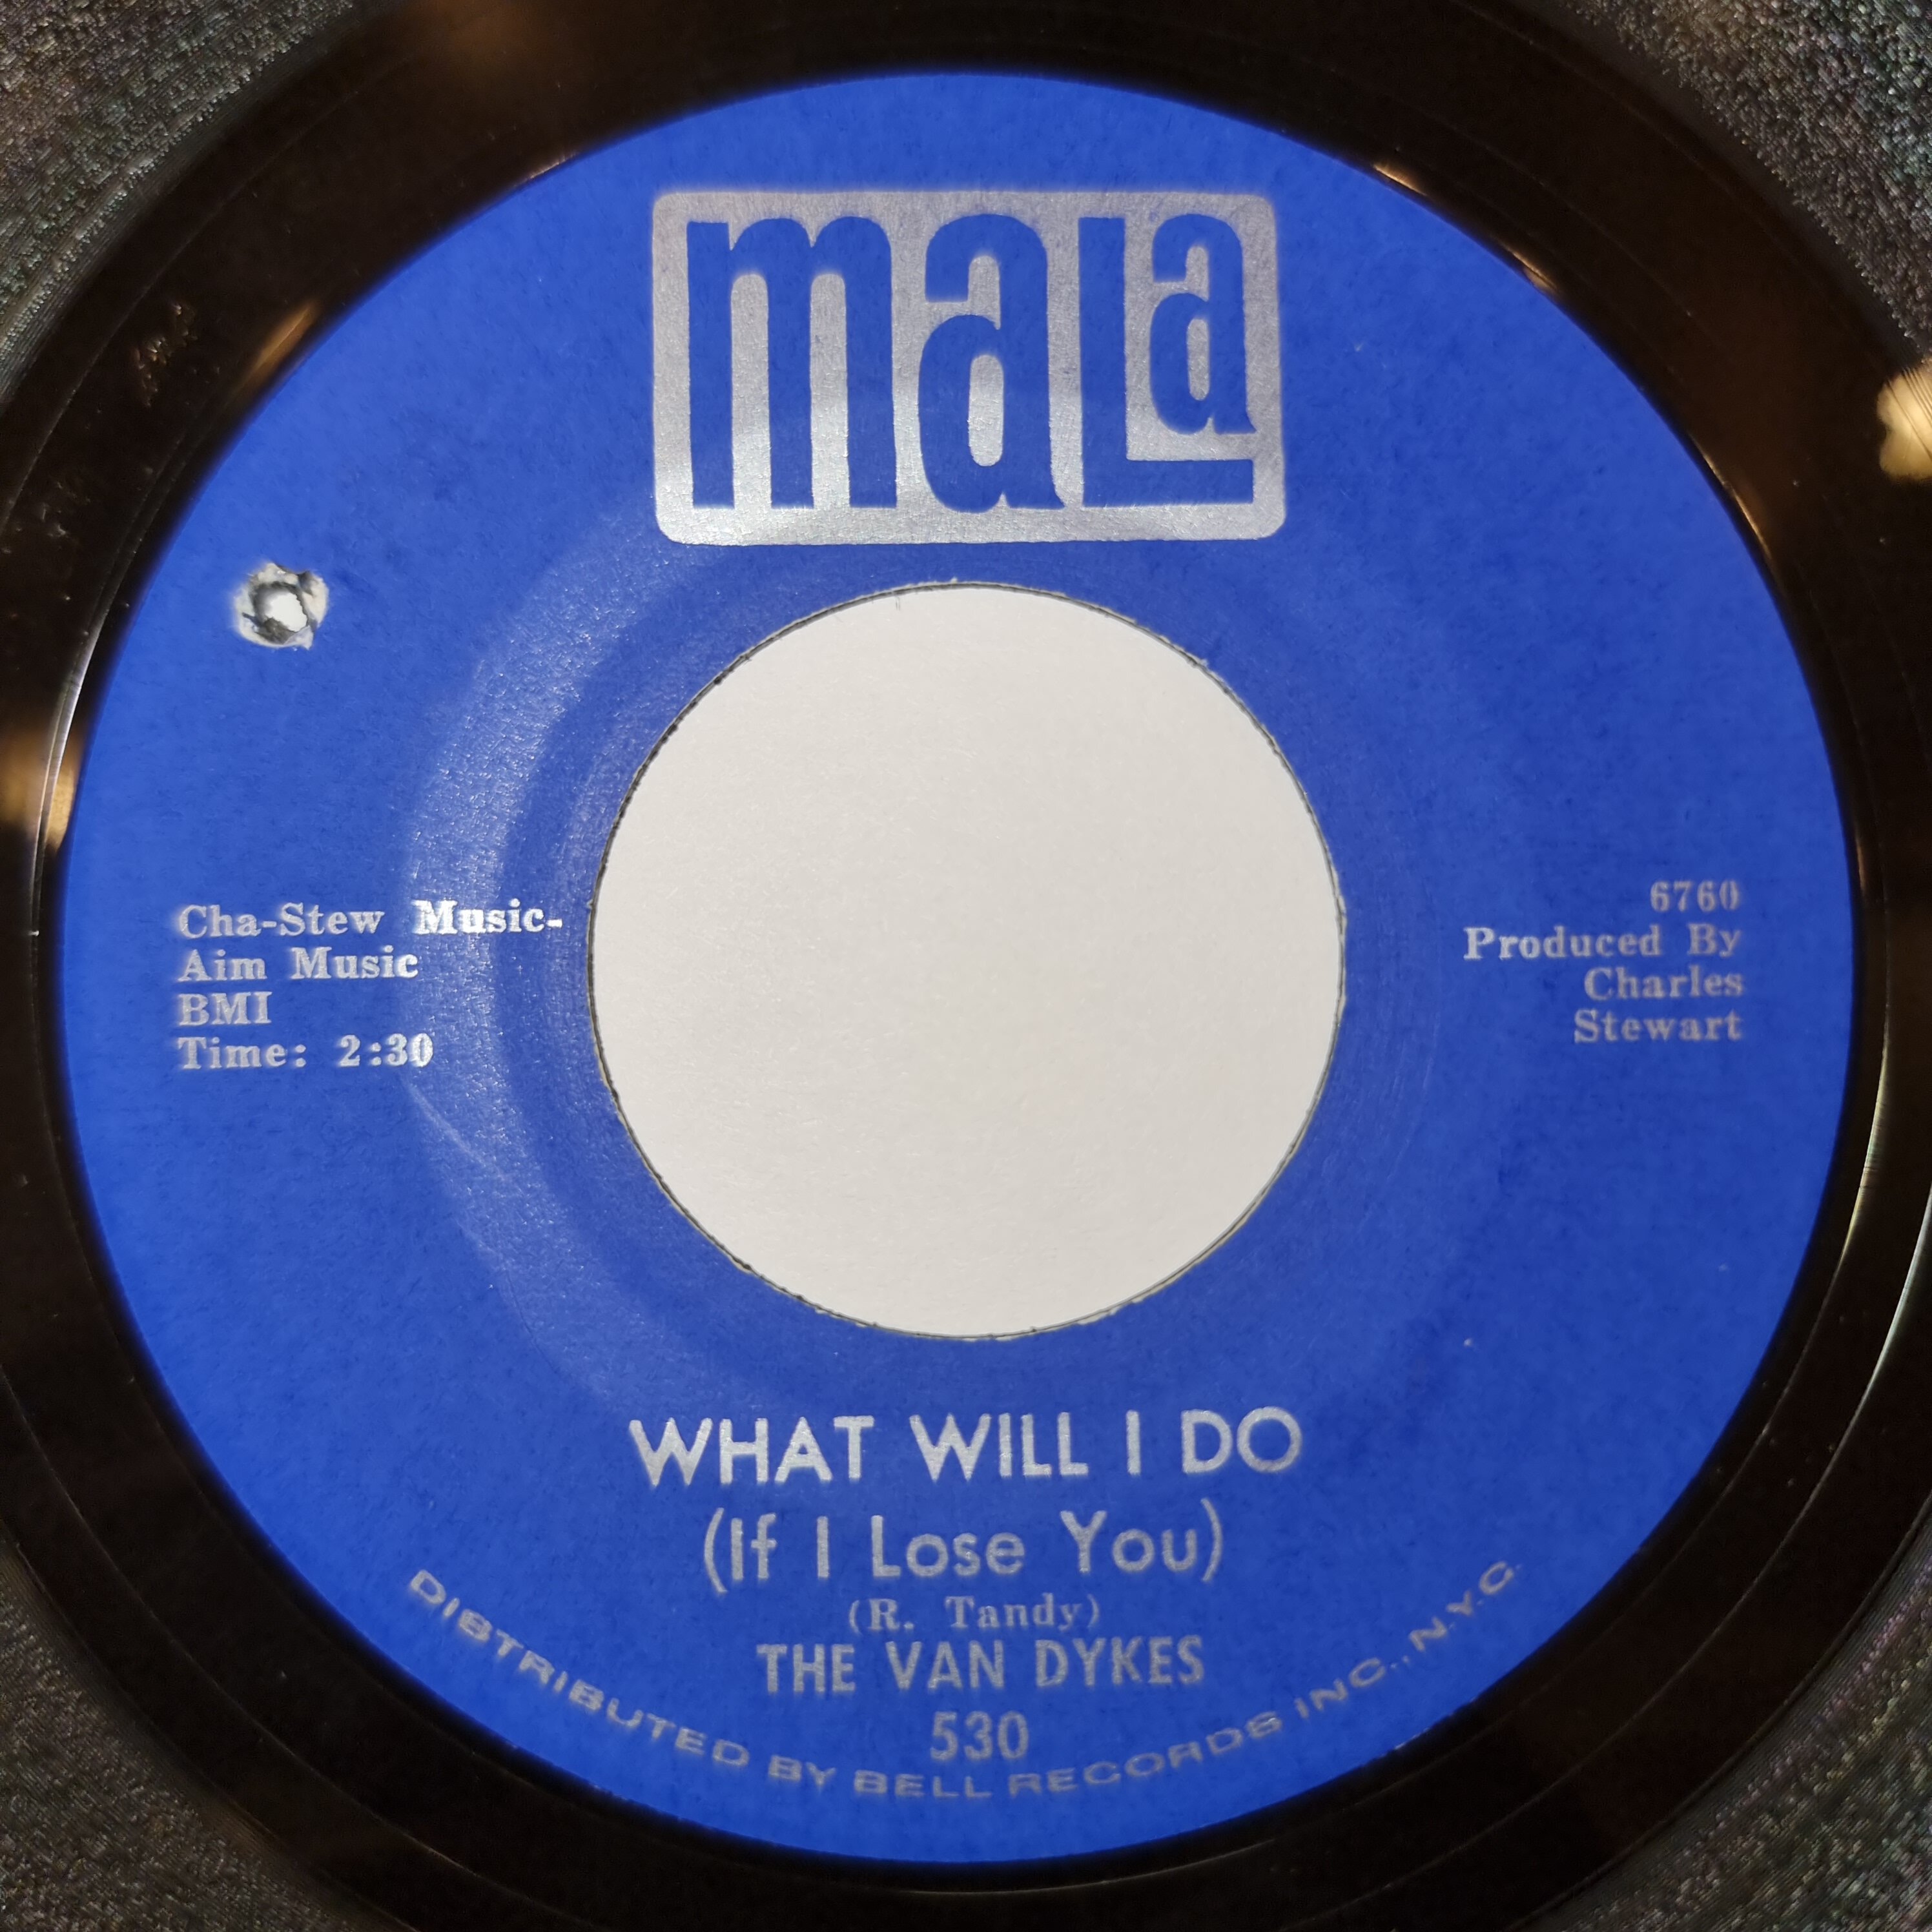 mala
Cha-Stew Music-
Aim Music
BMI
Time: 2:30
6760
Produced By
Charles
Stewart
WHAT WILL I DO
(If I Lose You)
(R. Tandy)
THE VAN DYKES
530
DISTRIBUTED BY BELL RECORDS INC., N.Y.C.